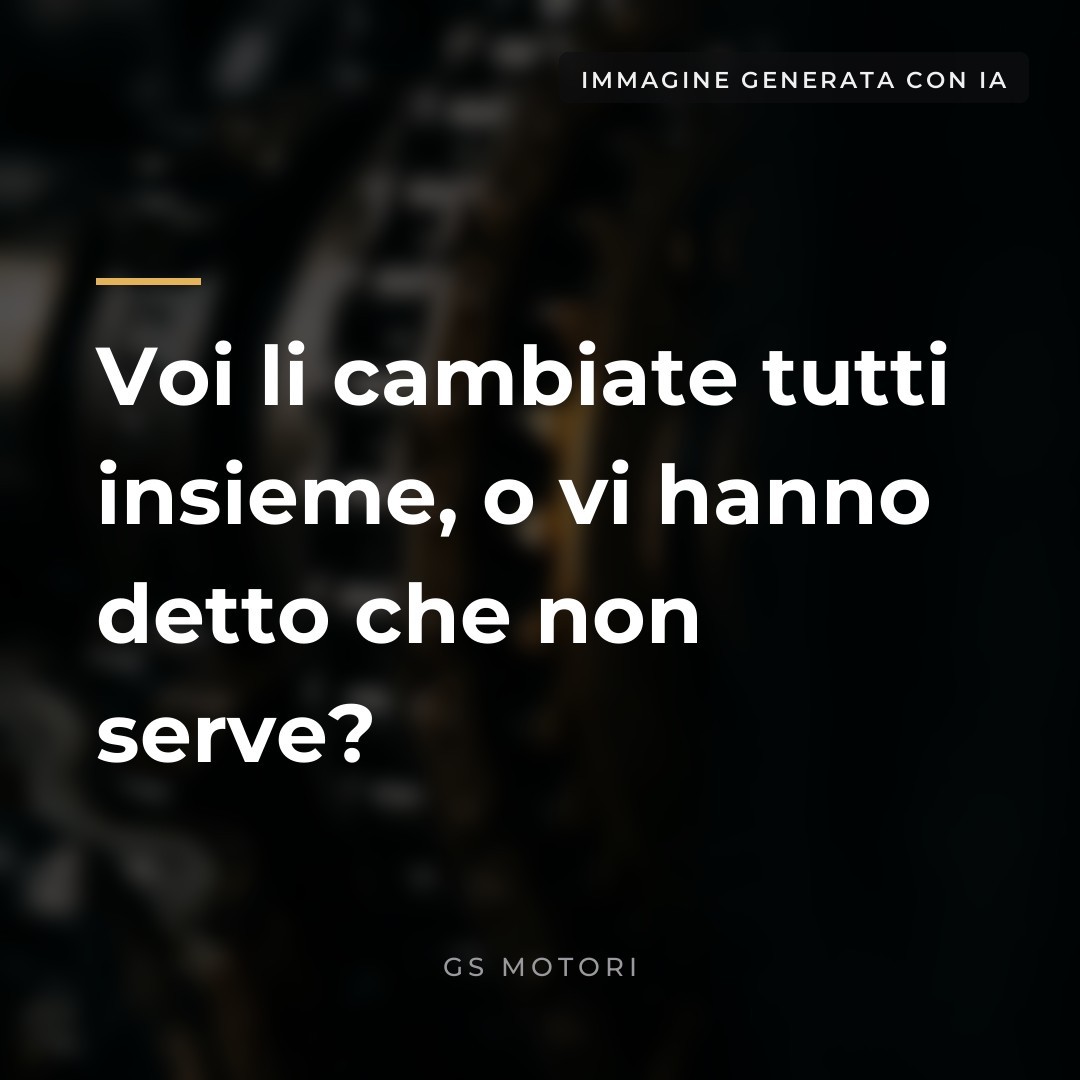 IMMAGINE GENERATA CON IA
Voi li cambiate tutti
insieme, o vi hanno
detto che non
serve?
GS MOTORI